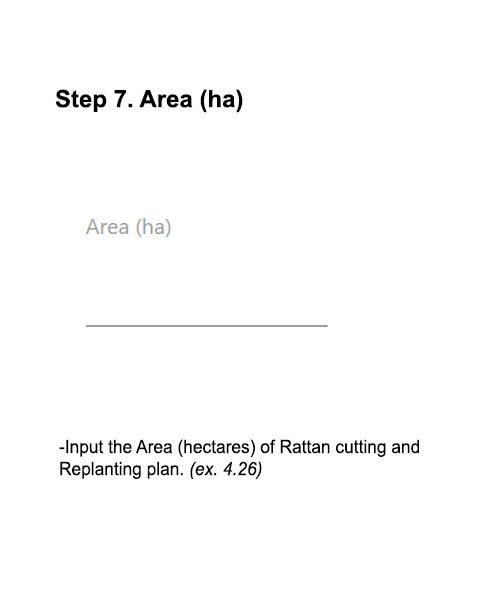 Step 7. Area (ha)
Area (ha)
-Input the Area (hectares) of Rattan cutting and
Replanting plan. (ex. 4.26)